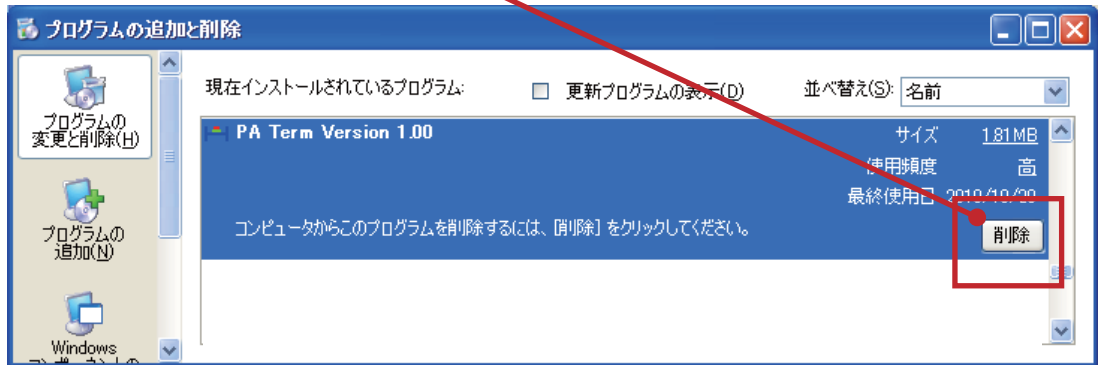 プログラムの追加と削除
プログラムの
変更と削除(H)
プログラムの
追加(N)
Windows
現在インストールされているプログラム:
更新プログラムの表示(D)
並べ替え(S):
名前
PA Term Version 1.00
サイズ 1.81MB
使用頻度 高
最終使用日
コンピュータからこのプログラムを削除するには、[削除] をクリックしてください。
削除